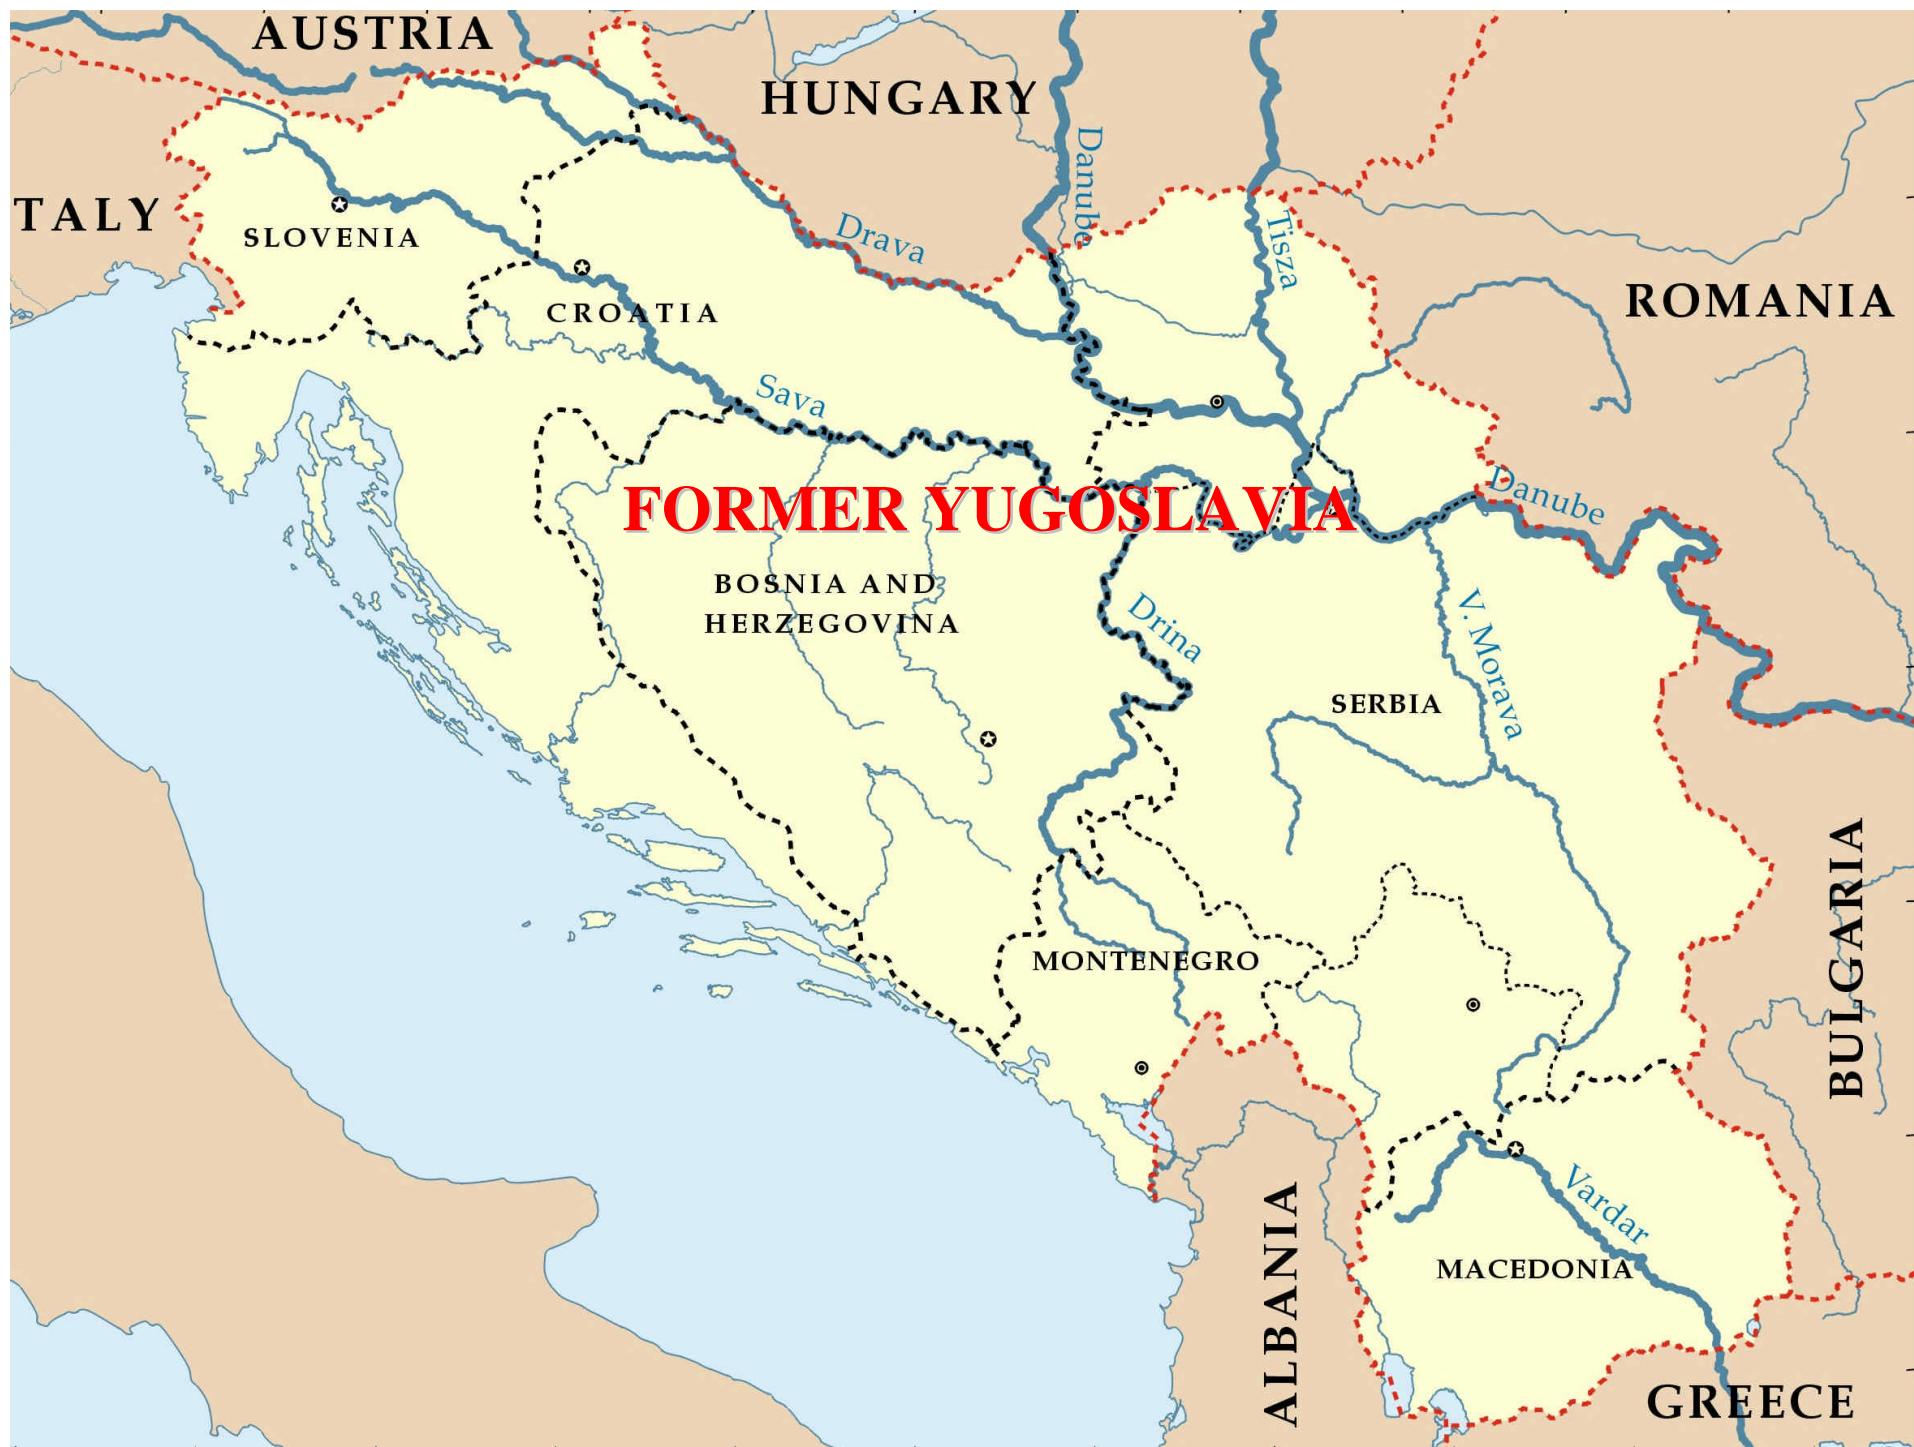 AUSTRIA
HUNGARY
Danube
TALY
SLOVENIA
Drava
Tisza
ROMANIA
CROATIA
Sava
Danube
FORMER YUGOSLAVIA
BOSNIA AND
HERZEGOVINA
Drina
V. Morava
SERBIA
BULGARIA
MONTENEGRO
Vardar
ALBANIA
MACEDONIA
GREECE